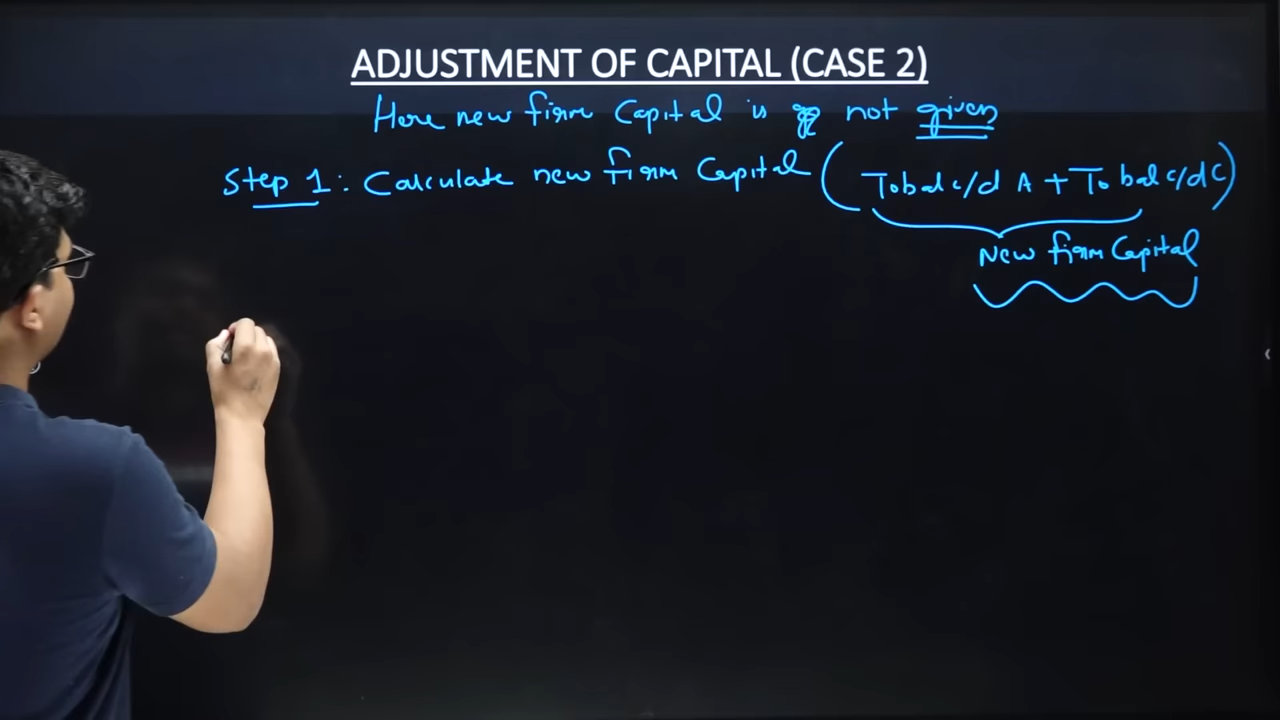 ADJUSTMENT OF CAPITAL (CASE 2)
Here new firm Capital is not given
Step 1: Calculate new firm Capital (To bal c/d A + To bal c/d C)
New firm Capital